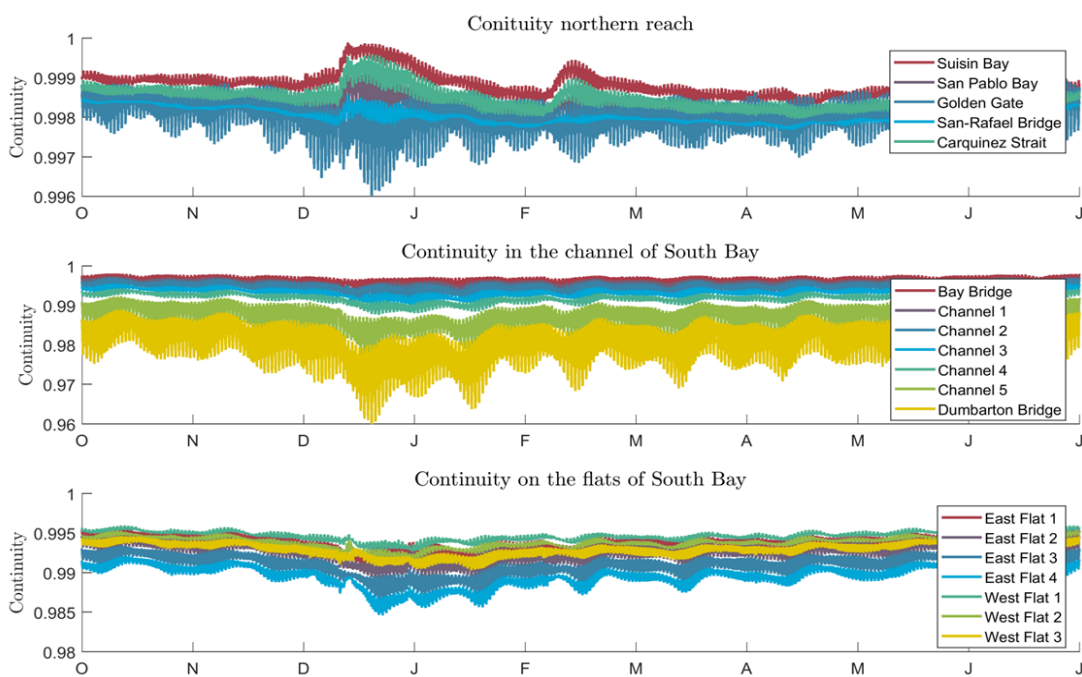 Conituity northern reach
Continuity
1
0.999
0.998
0.997
0.996
O N D J F M A M J J
Suisin Bay
San Pablo Bay
Golden Gate
San-Rafael Bridge
Carquinez Strait
Continuity in the channel of South Bay
Continuity
1
0.99
0.98
0.97
0.96
O N D J F M A M J J
Bay Bridge
Channel 1
Channel 2
Channel 3
Channel 4
Channel 5
Dumbarton Bridge
Continuity on the flats of South Bay
Continuity
1
0.995
0.99
0.985
0.98
O N D J F M A M J J
East Flat 1
East Flat 2
East Flat 3
East Flat 4
West Flat 1
West Flat 2
West Flat 3